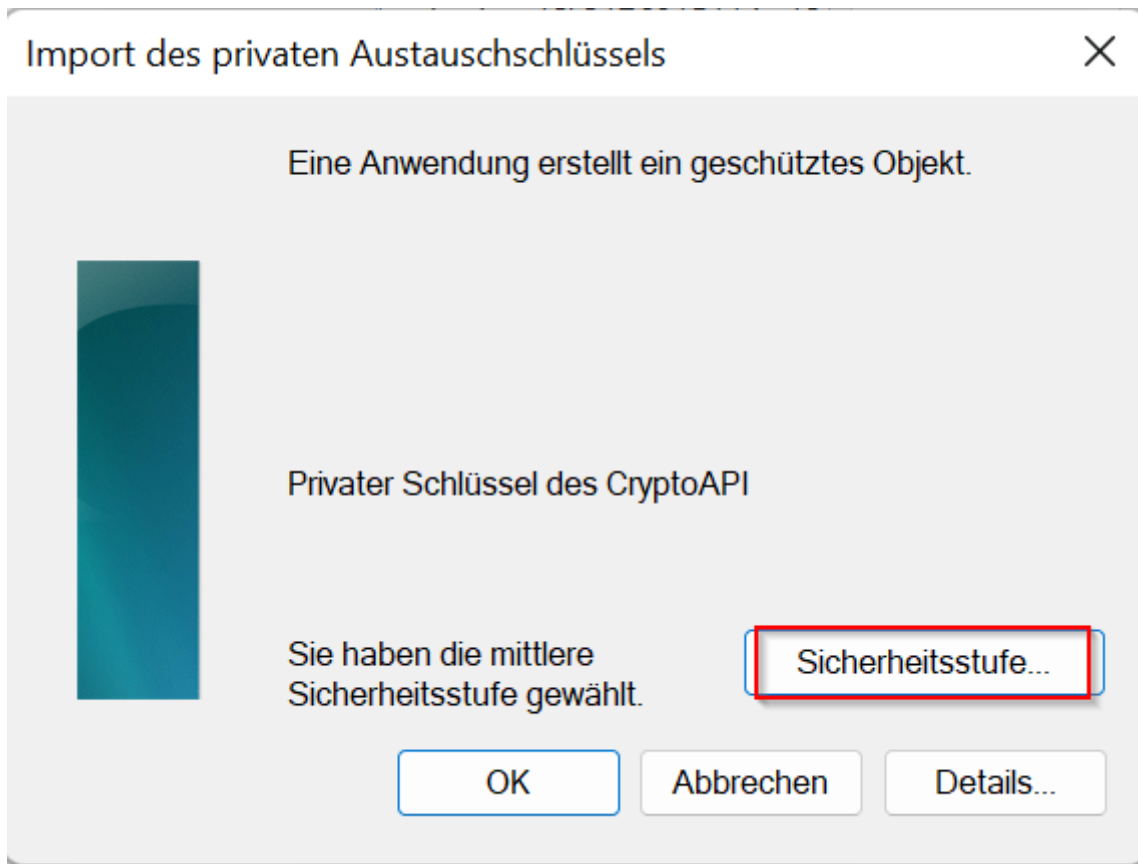 Import des privaten Austauschschlüssels
Eine Anwendung erstellt ein geschütztes Objekt.
Privater Schlüssel des CryptoAPI
Sie haben die mittlere
Sicherheitsstufe gewählt.
Sicherheitsstufe...
OK
Abbrechen
Details...